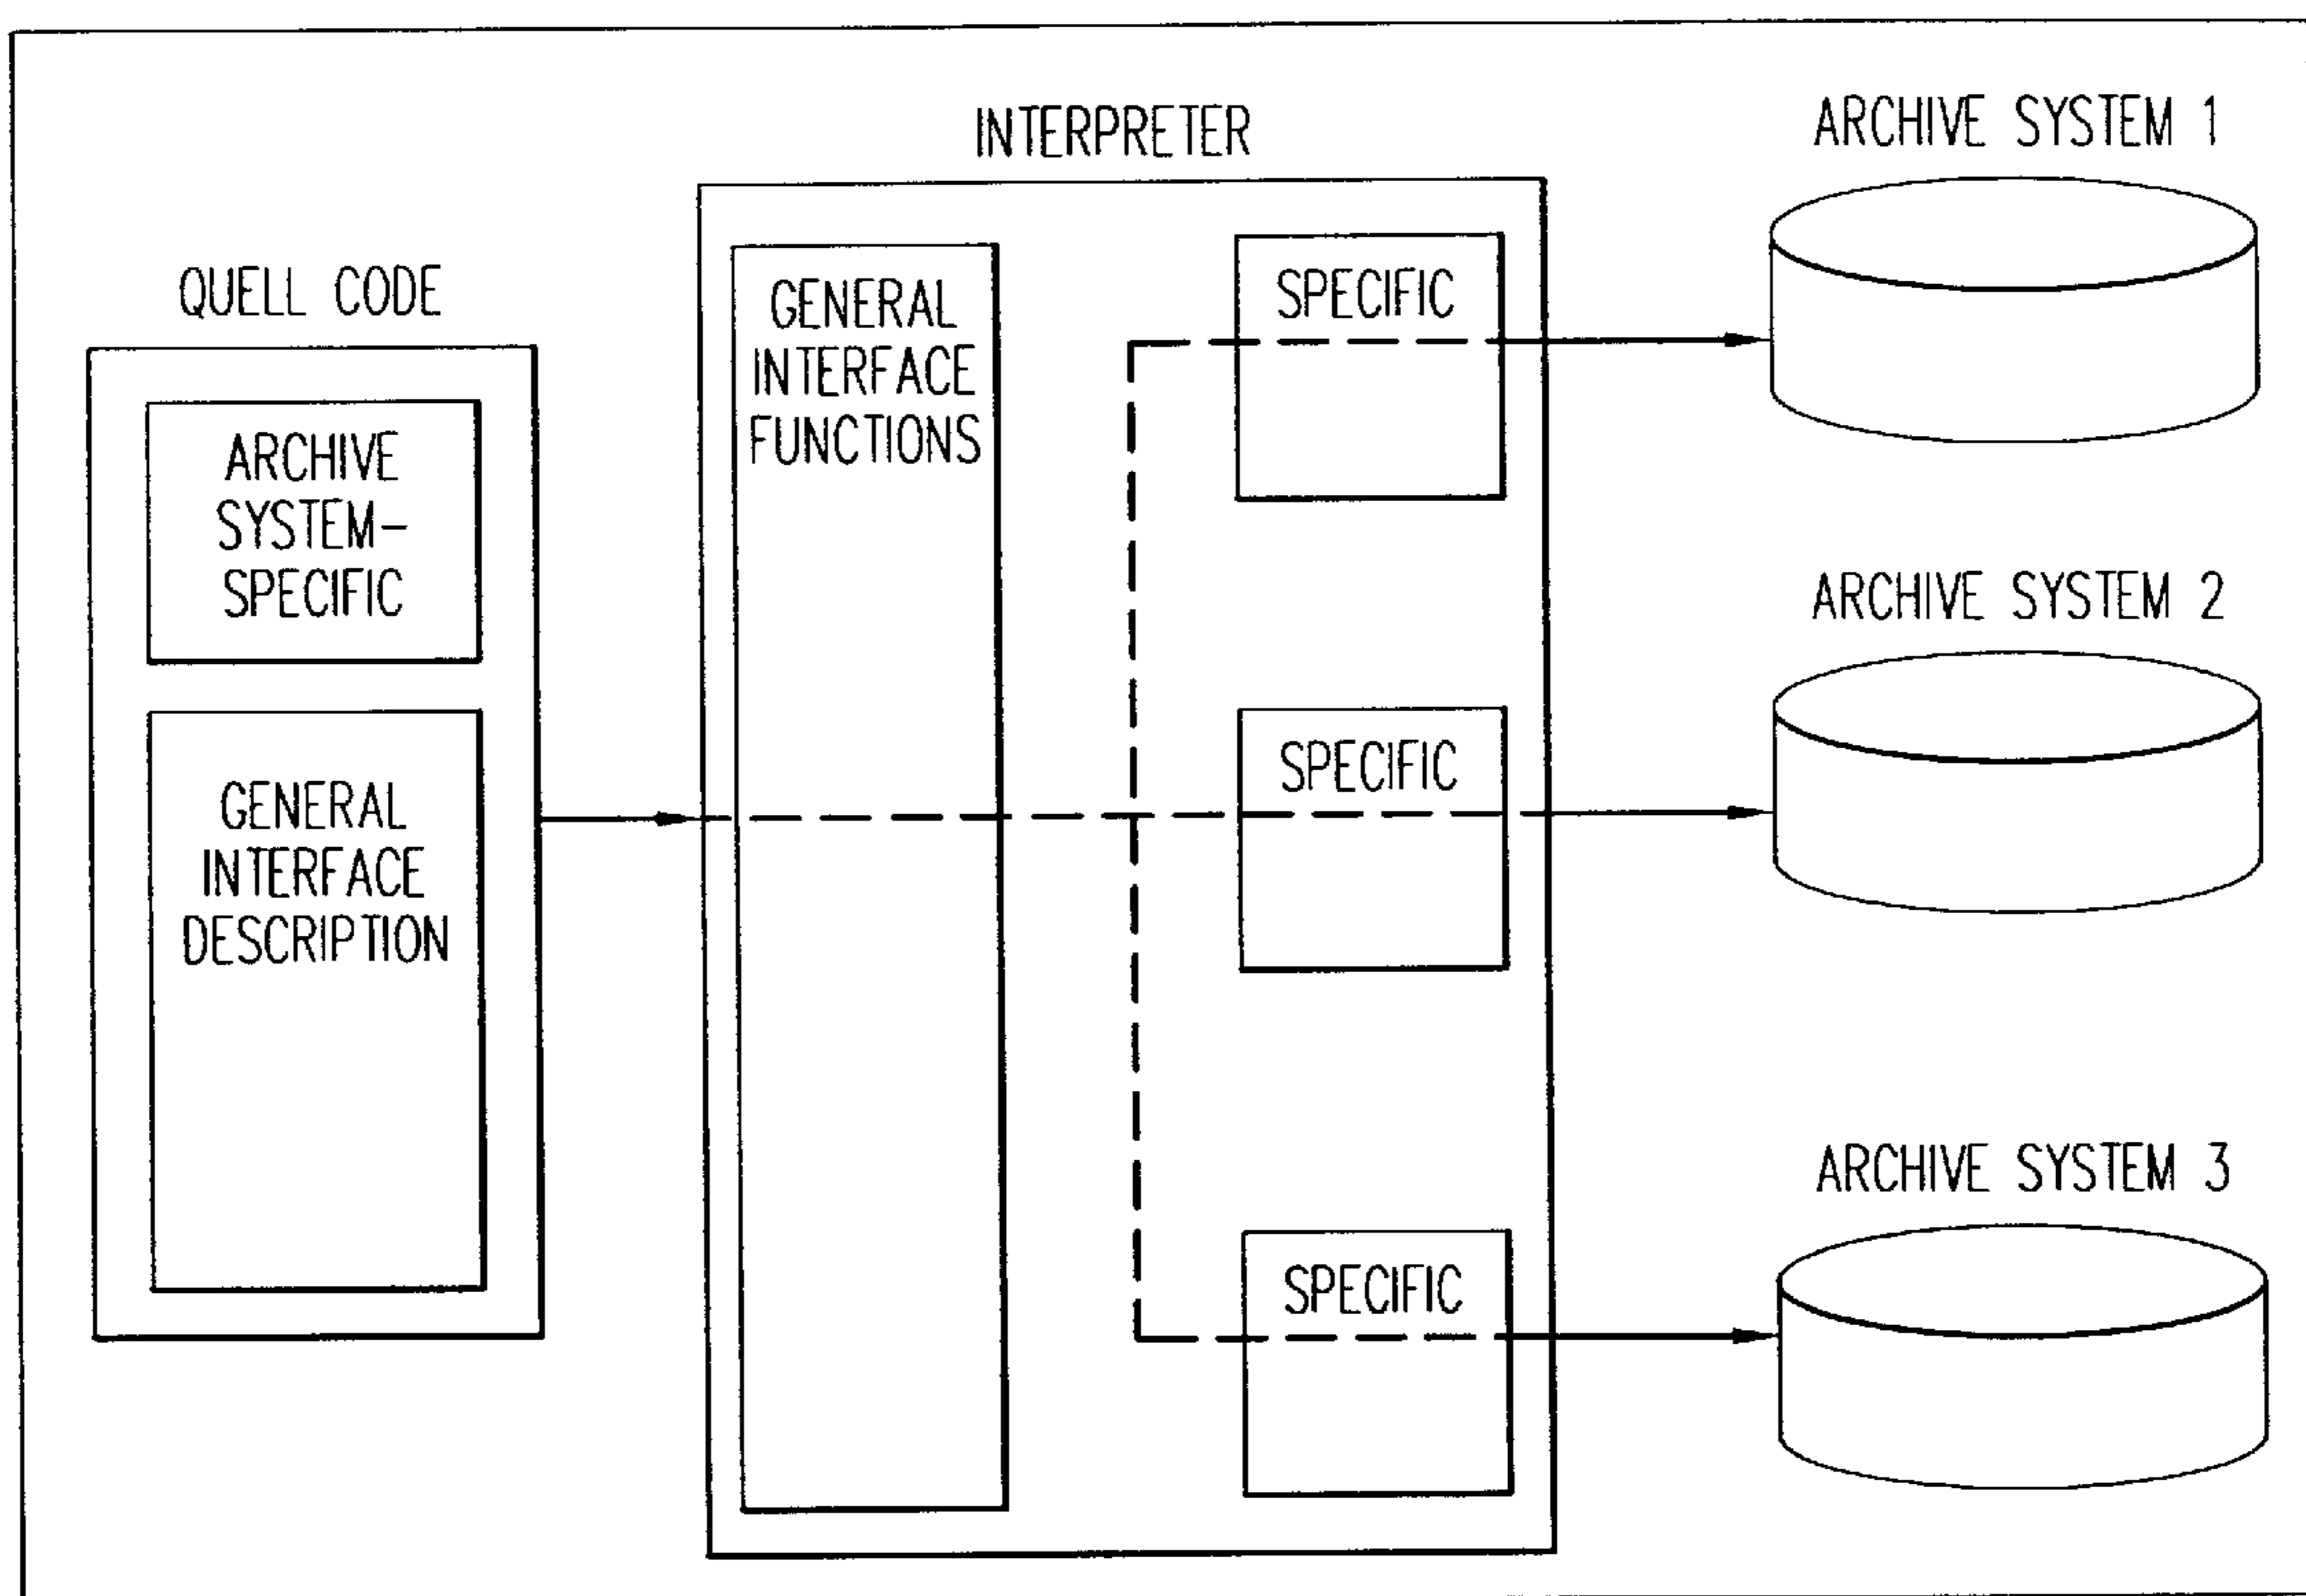 QUELL CODE
ARCHIVE
SYSTEM-
SPECIFIC
GENERAL
INTERFACE
DESCRIPTION
INTERPRETER
GENERAL
INTERFACE
FUNCTIONS
SPECIFIC
SPECIFIC
SPECIFIC
ARCHIVE SYSTEM 1
ARCHIVE SYSTEM 2
ARCHIVE SYSTEM 3